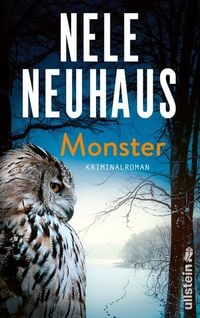 NELE
NEUHAUS
Monster
KRIMINALROMAN
ullstein